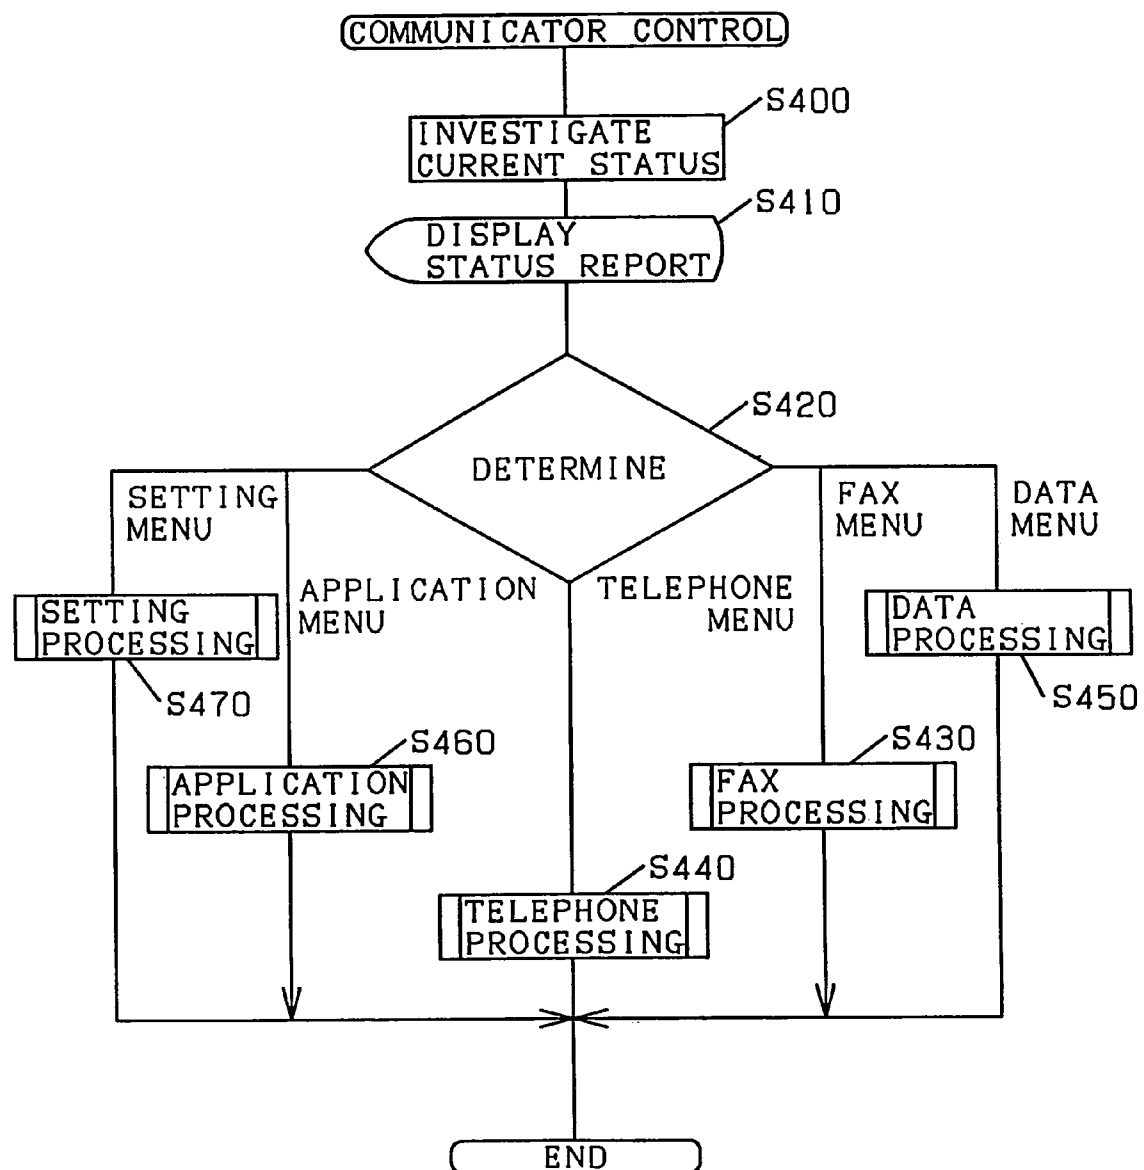 COMMUNICATOR CONTROL
S400
INVESTIGATE
CURRENT STATUS
S410
DISPLAY
STATUS REPORT
S420
DETERMINE
SETTING
MENU
FAX
MENU
DATA
MENU
APPLICATION
MENU
TELEPHONE
MENU
SETTING
PROCESSING
DATA
PROCESSING
S470
S450
S460
S430
APPLICATION
PROCESSING
FAX
PROCESSING
S440
TELEPHONE
PROCESSING
END